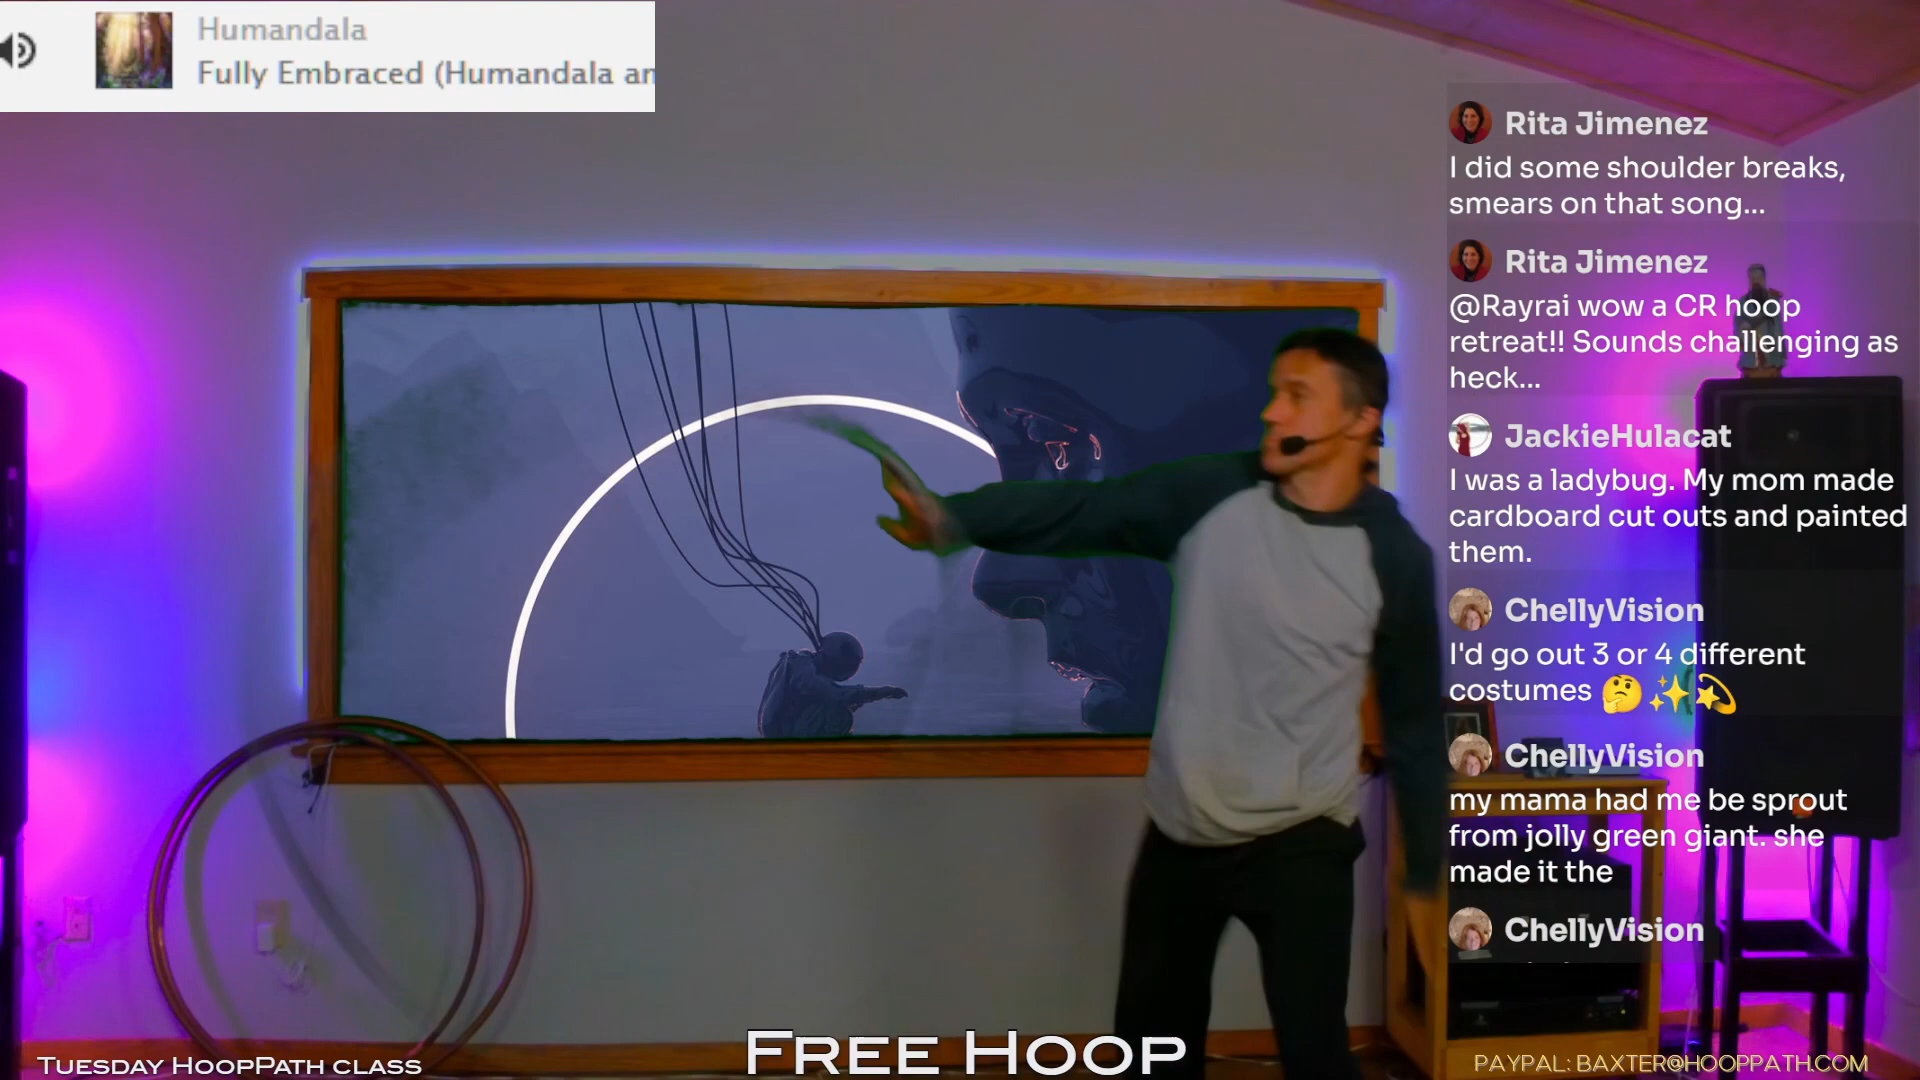 Humandala
Fully Embraced (Humandala an
Rita Jimenez
I did some shoulder breaks,
smears on that song...
Rita Jimenez
@Rayrai wow a CR hoop
retreat!! Sounds challenging as
heck...
JackieHulacat
I was a ladybug. My mom made
cardboard cut outs and painted
them.
ChellyVision
I'd go out 3 or 4 different
costumes 🤔✨💫
ChellyVision
my mama had me be sprout
from jolly green giant. she
made it the
ChellyVision
Free Hoop
Tuesday HoopPath class
PAYPAL: BAXTER@HOOPPATH.COM